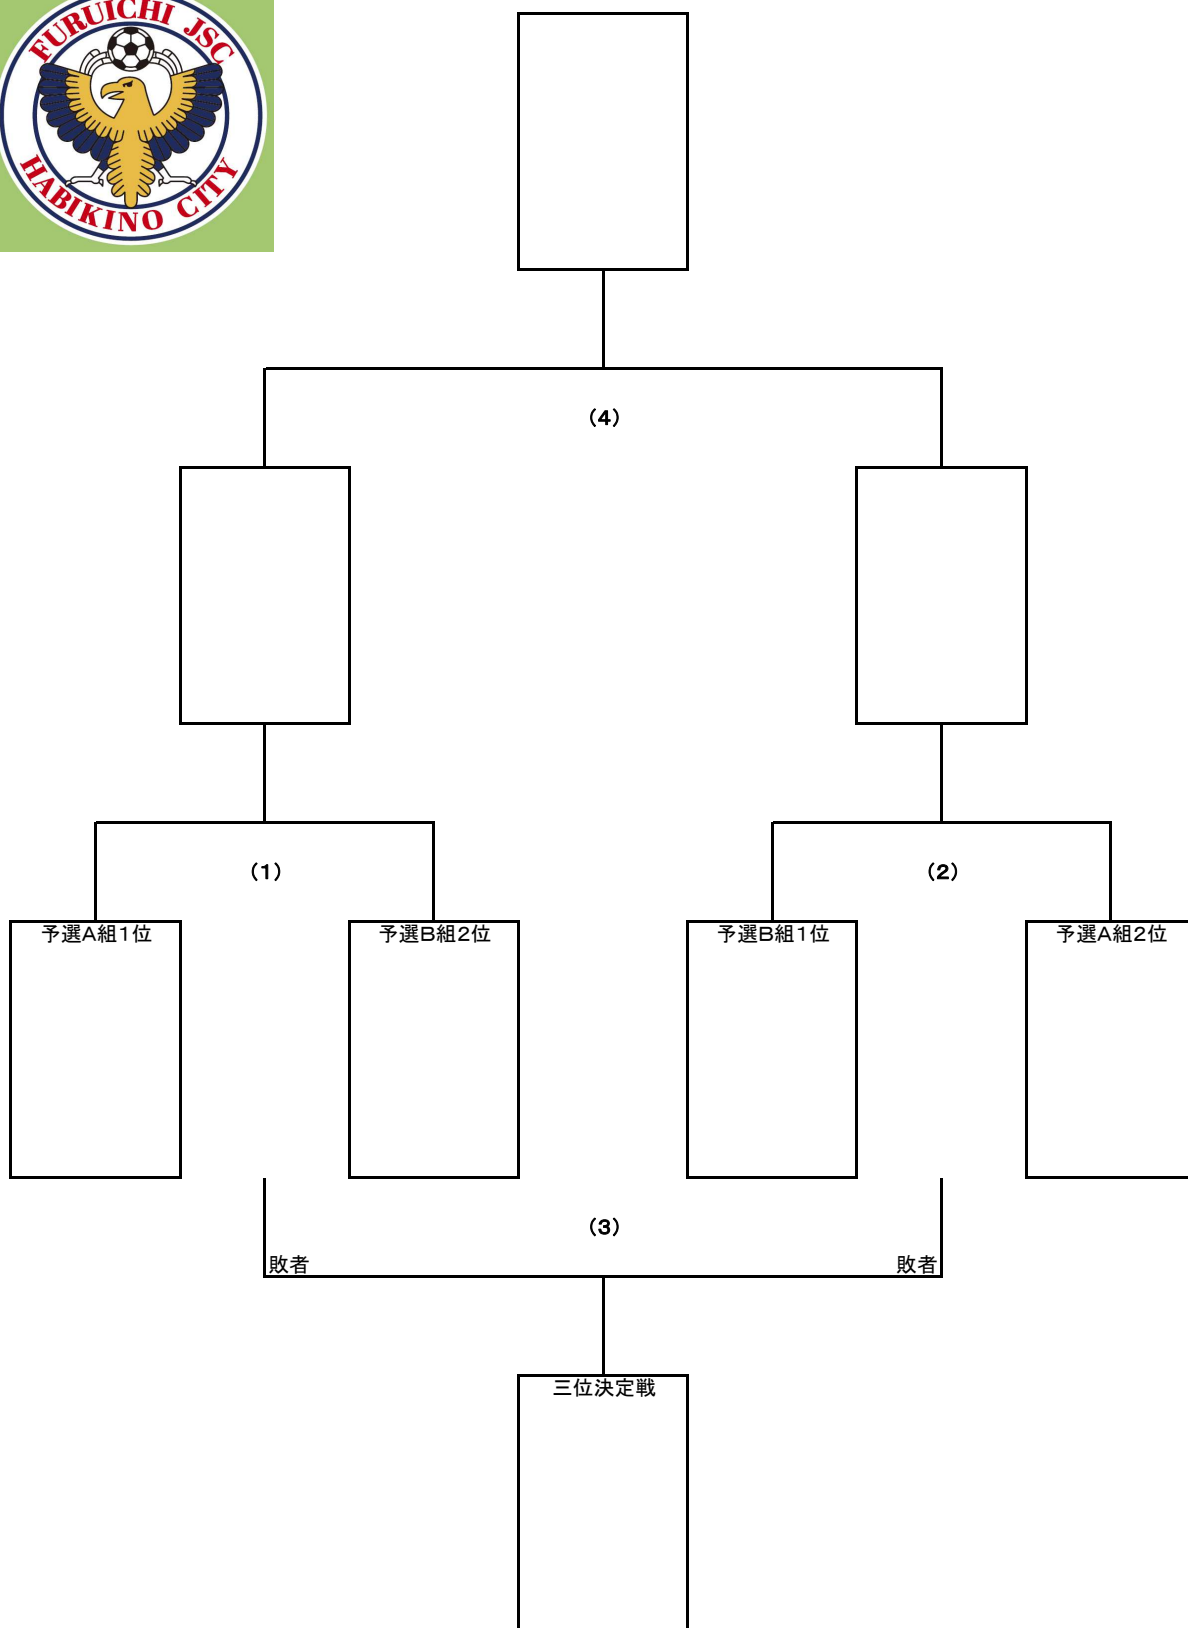 FURUICHI JSC
HABIKINO CITY
（4）
（1）
（2）
予選A組1位
予選B組2位
予選B組1位
予選A組2位
（3）
敗者
敗者
三位決定戦